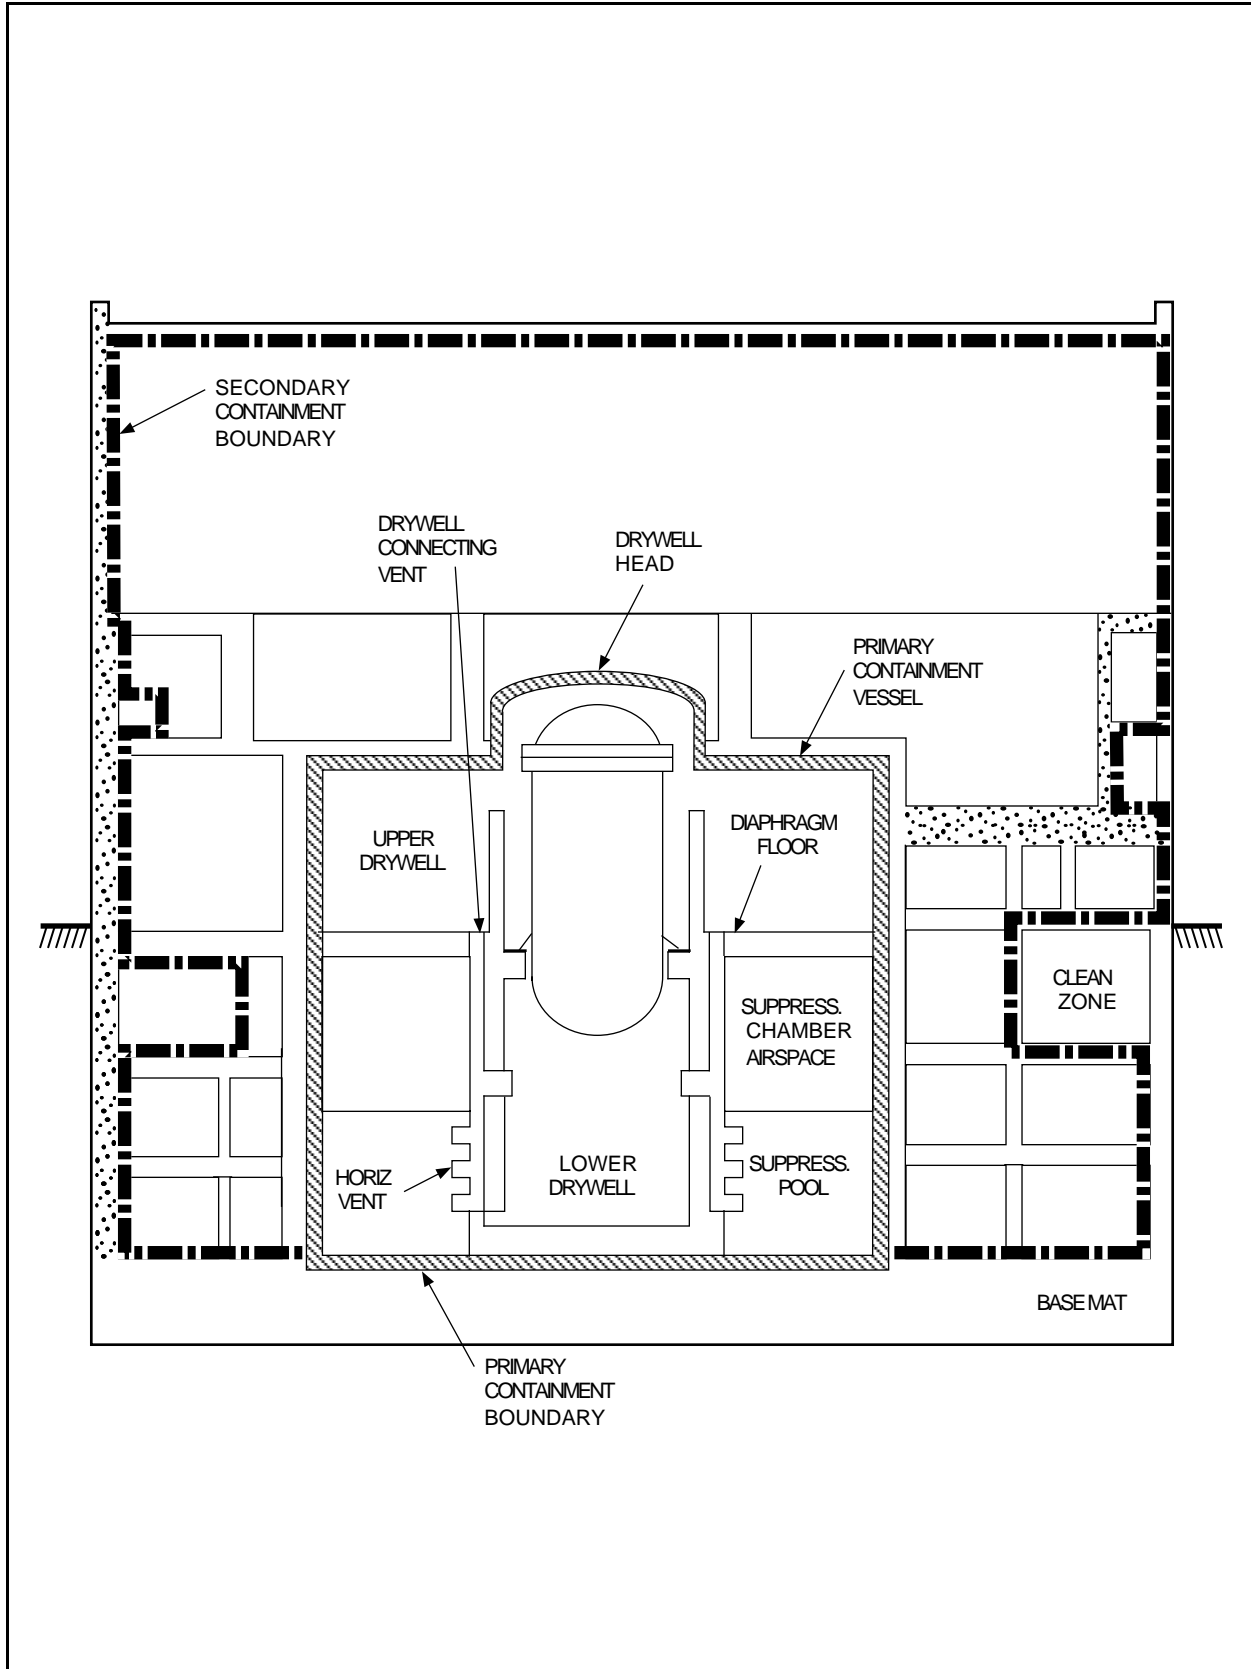 SECONDARY
CONTAINMENT
BOUNDARY
DRYWELL
CONNECTING
VENT
DRYWELL
HEAD
PRIMARY
CONTAINMENT
VESSEL
UPPER
DRYWELL
DIAPHRAGM
FLOOR
CLEAN
ZONE
SUPPRESS.
CHAMBER
AIRSPACE
HORIZ
VENT
LOWER
DRYWELL
SUPPRESS.
POOL
BASE MAT
PRIMARY
CONTAINMENT
BOUNDARY